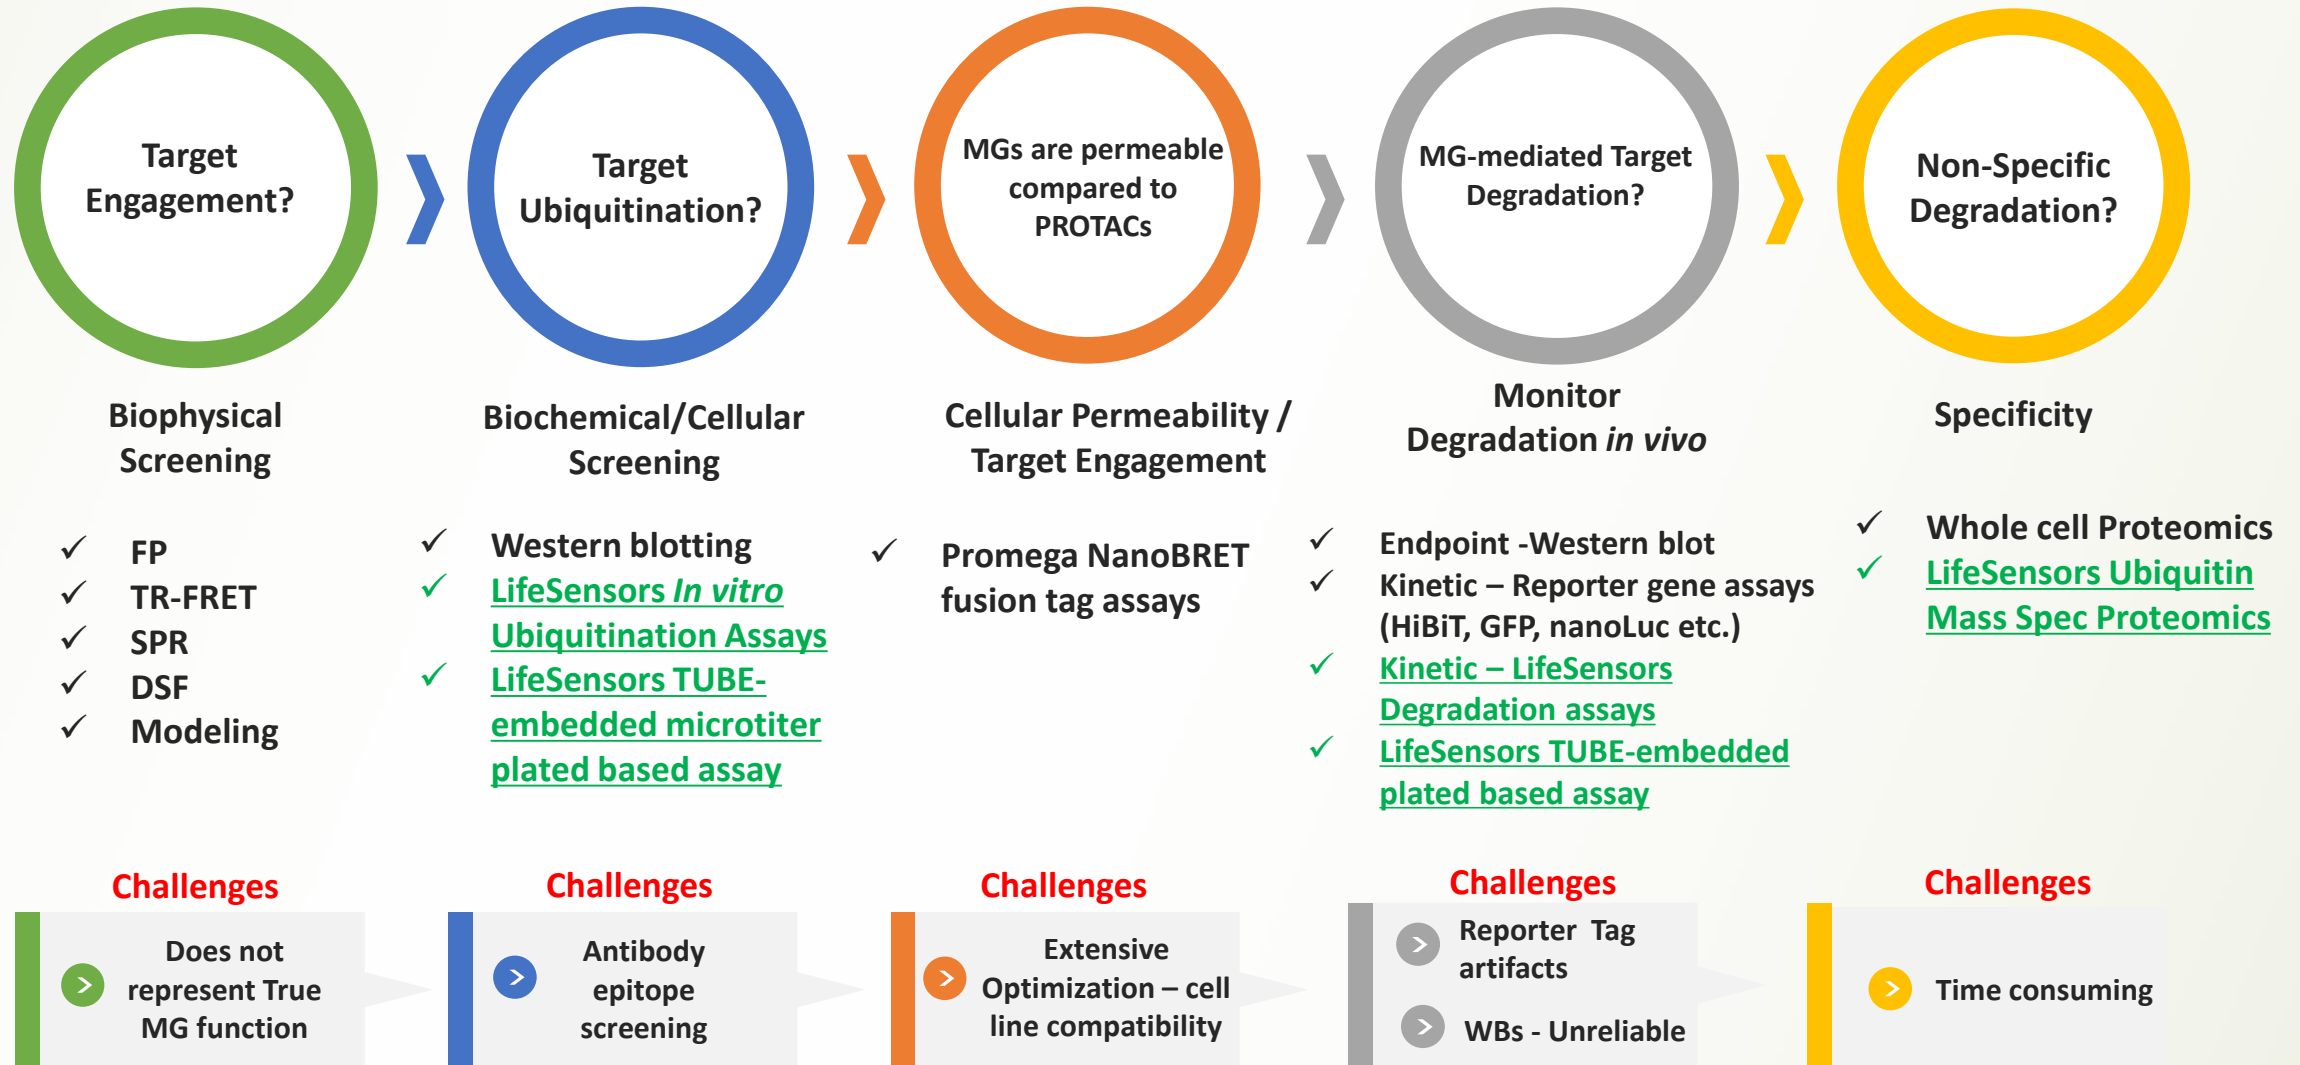 Target
Engagement?
Target
Ubiquitination?
MGs are permeable
compared to
PROTACs
MG-mediated Target
Degradation?
Non-Specific
Degradation?
Biophysical
Screening
Biochemical/Cellular
Screening
Cellular Permeability /
Target Engagement
Monitor
Degradation in vivo
Specificity
FP
TR-FRET
SPR
DSF
Modeling
Western blotting
LifeSensors In vitro
Ubiquitination Assays
LifeSensors TUBE-
embedded microtiter
plated based assay
Promega NanoBRET
fusion tag assays
Endpoint -Western blot
Kinetic – Reporter gene assays
(HiBiT, GFP, nanoLuc etc.)
Kinetic – LifeSensors
Degradation assays
LifeSensors TUBE-embedded
plated based assay
Whole cell Proteomics
LifeSensors Ubiquitin
Mass Spec Proteomics
Challenges
Does not
represent True
MG function
Challenges
Antibody
epitope
screening
Challenges
Extensive
Optimization – cell
line compatibility
Challenges
Reporter Tag
artifacts
WBs - Unreliable
Challenges
Time consuming